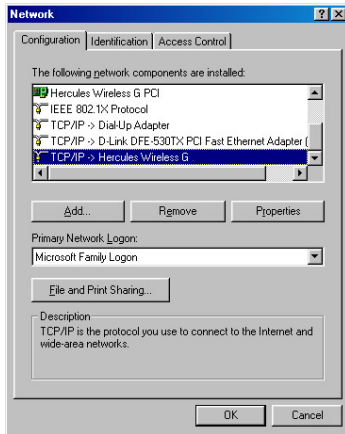 Network
Configuration Identification Access Control
The following network components are installed:
Hercules Wireless G PCI
IEEE 802.1X Protocol
TCP/IP -> Dial-Up Adapter
TCP/IP -> D-Link DFE-530TX PCI Fast Ethernet Adapter (
TCP/IP -> Hercules Wireless G
Add... Remove Properties
Primary Network Logon:
Microsoft Family Logon
File and Print Sharing...
Description
TCP/IP is the protocol you use to connect to the Internet and
wide-area networks.
OK Cancel